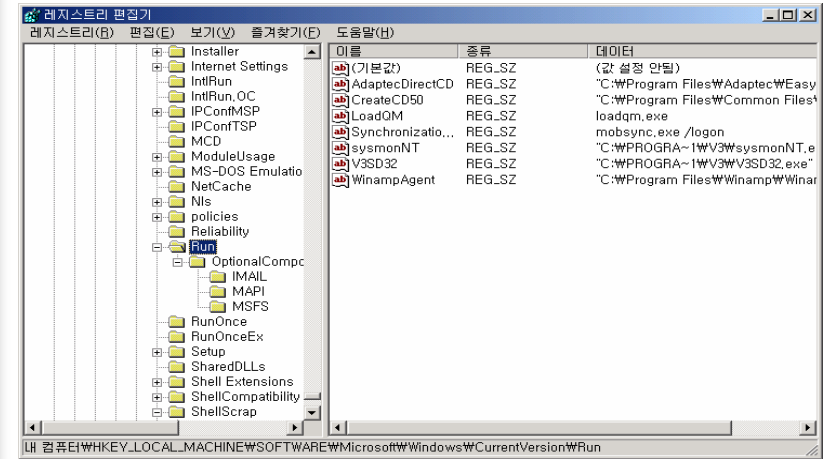 레지스트리 편집기
레지스트리(R) 편집(E) 보기(V) 즐겨찾기(F) 도움말(H)
Installer
Internet Settings
IntlRun
IntlRun,OC
IPConfMSP
IPConfTSP
MCD
ModuleUsage
MS-DOS Emulatio
NetCache
Nls
policies
Reliability
Run
OptionalCompc
IMAIL
MAPI
MSFS
RunOnce
RunOnceEx
Setup
SharedDLLs
Shell Extensions
ShellCompatibility
ShellScrap
이름 종류 데이터
(기본값) REG_SZ (값 설정 안됨)
AdaptecDirectCD REG_SZ "C:₩Program Files₩Adaptec₩Easy
CreateCD50 REG_SZ "C:₩Program Files₩Common Files₩
LoadQM REG_SZ loadqm,exe
Synchronizatio... REG_SZ mobsync,exe /logon
sysmonNT REG_SZ "C:₩PROGRA~1₩V3₩sysmonNT,e
V3SD32 REG_SZ "C:₩PROGRA~1₩V3₩V3SD32,exe"
WinampAgent REG_SZ "C:₩Program Files₩Winamp₩Winar
내 컴퓨터₩HKEY_LOCAL_MACHINE₩SOFTWARE₩Microsoft₩Windows₩CurrentVersion₩Run